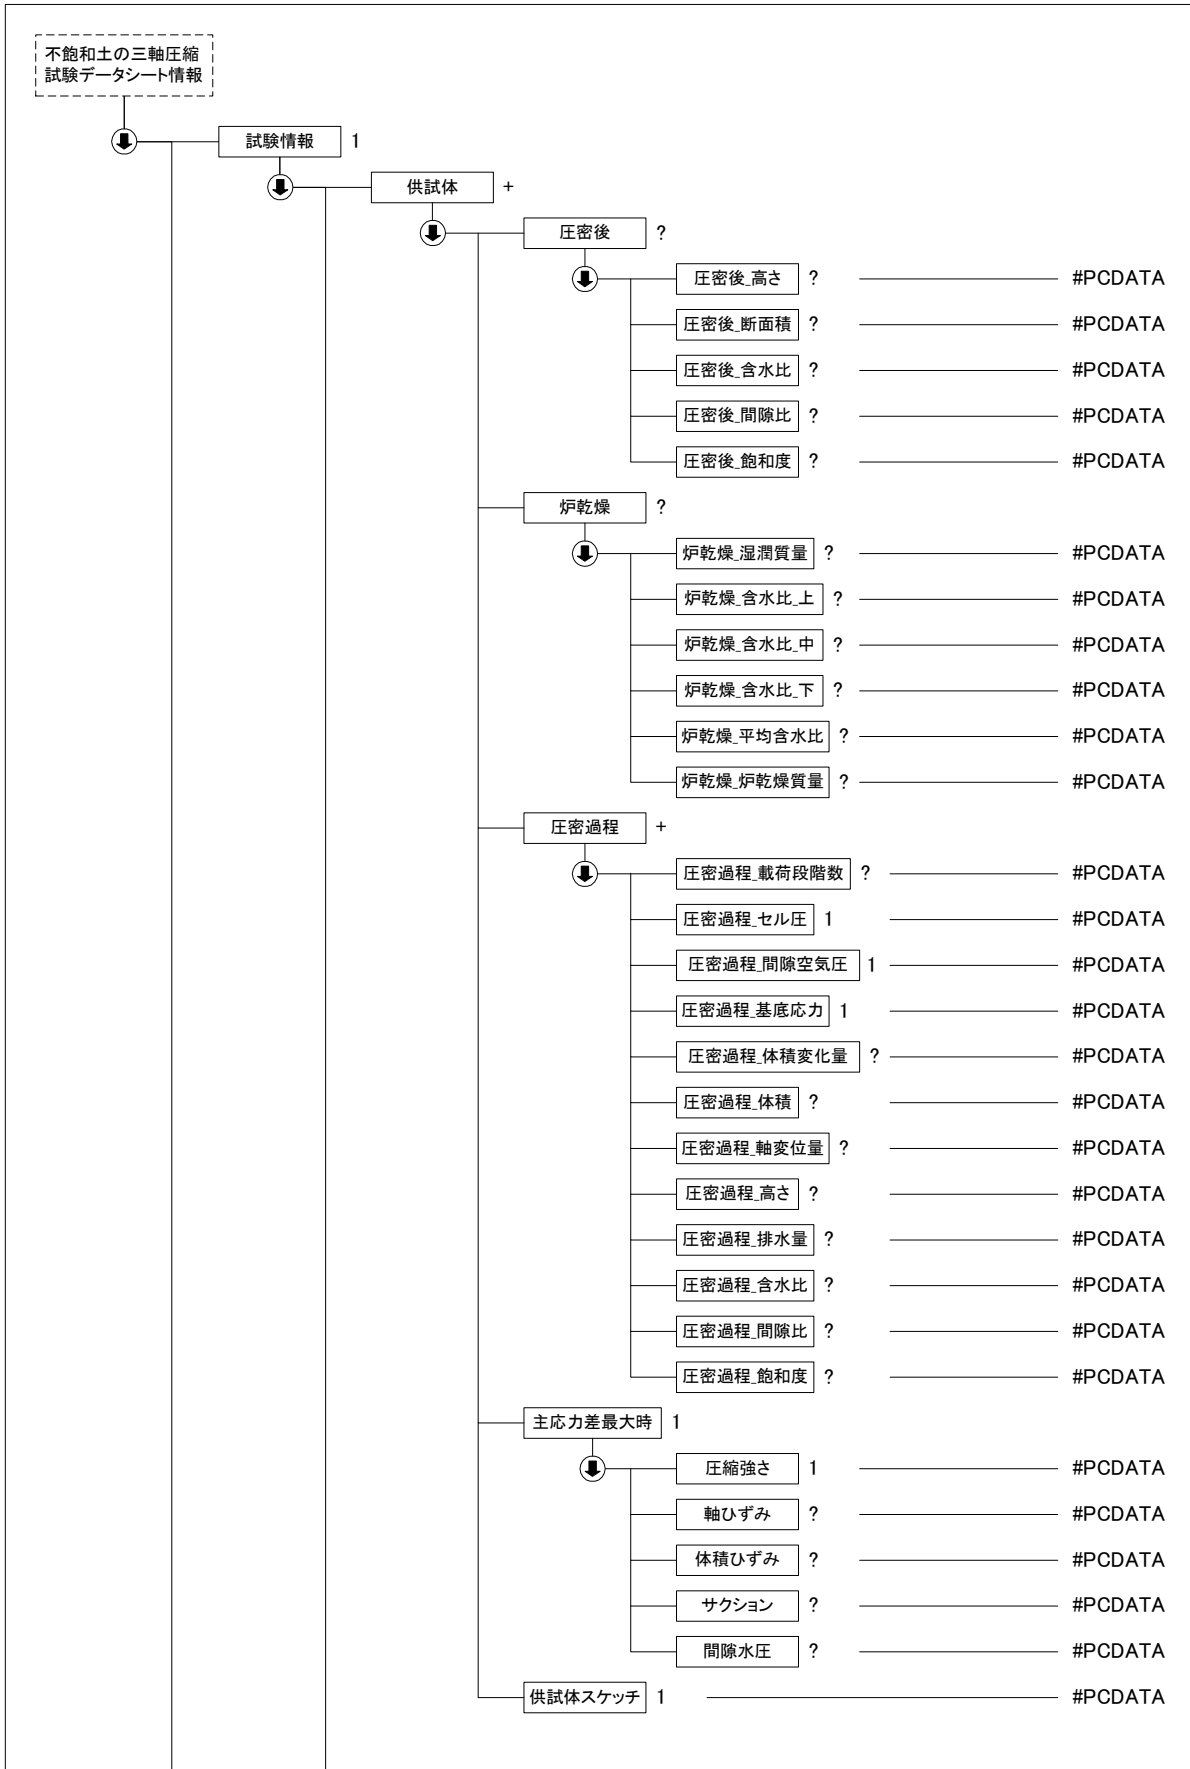 不飽和土の三軸圧縮
試験データシート情報
試験情報 1
供試体 +
圧密後 ?
圧密後_高さ ? #PCDATA
圧密後_断面積 ? #PCDATA
圧密後_含水比 ? #PCDATA
圧密後_間隙比 ? #PCDATA
圧密後_飽和度 ? #PCDATA
炉乾燥 ?
炉乾燥_湿潤質量 ? #PCDATA
炉乾燥_含水比_上 ? #PCDATA
炉乾燥_含水比_中 ? #PCDATA
炉乾燥_含水比_下 ? #PCDATA
炉乾燥_平均含水比 ? #PCDATA
炉乾燥_炉乾燥質量 ? #PCDATA
圧密過程 +
圧密過程_載荷段階数 ? #PCDATA
圧密過程_セル圧 1 #PCDATA
圧密過程_間隙空気圧 1 #PCDATA
圧密過程_基底応力 1 #PCDATA
圧密過程_体積変化量 ? #PCDATA
圧密過程_体積 ? #PCDATA
圧密過程_軸変位量 ? #PCDATA
圧密過程_高さ ? #PCDATA
圧密過程_排水量 ? #PCDATA
圧密過程_含水比 ? #PCDATA
圧密過程_間隙比 ? #PCDATA
圧密過程_飽和度 ? #PCDATA
主応力差最大時 1
圧縮強さ 1 #PCDATA
軸ひずみ ? #PCDATA
体積ひずみ ? #PCDATA
サクション ? #PCDATA
間隙水圧 ? #PCDATA
供試体スケッチ 1 #PCDATA